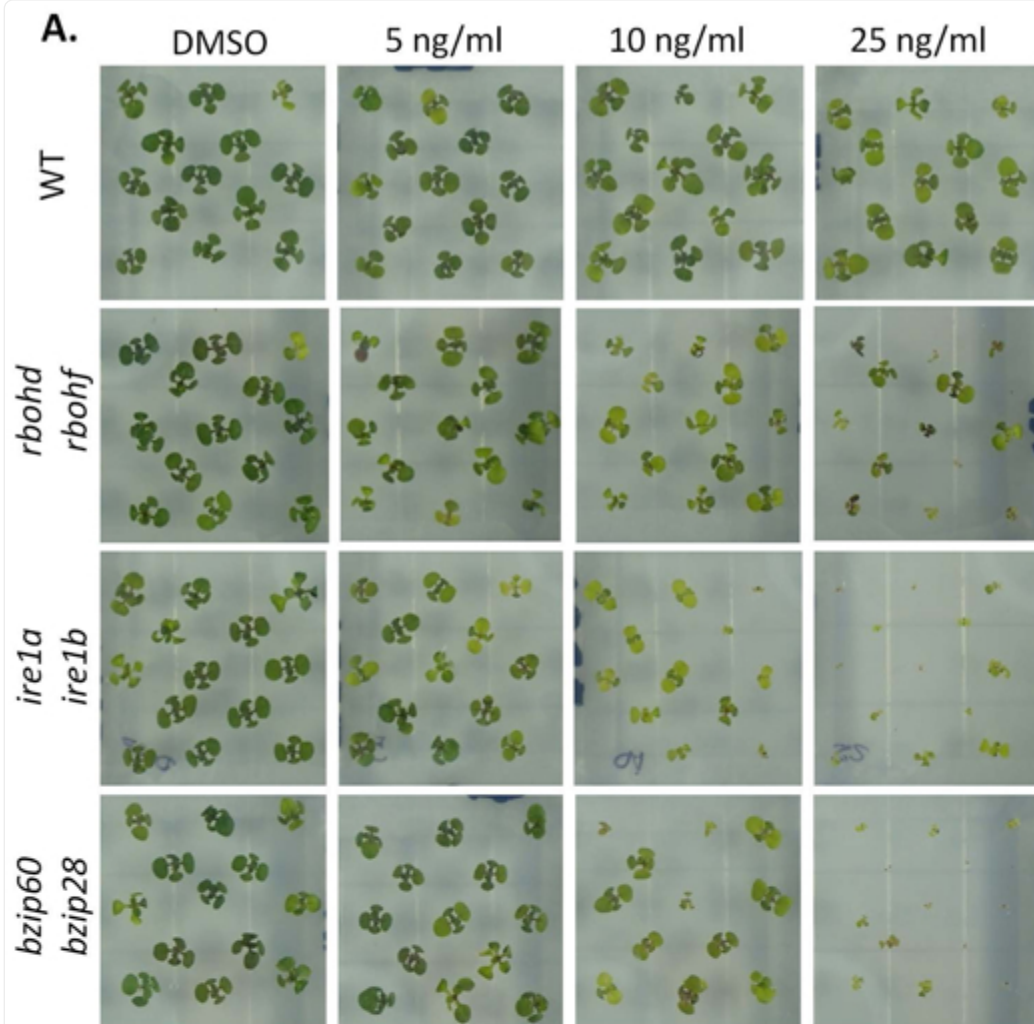 A.
DMSO 5 ng/ml 10 ng/ml 25 ng/ml
WT
rbohd
rbohf
ire1a
ire1b
bzip60
bzip28